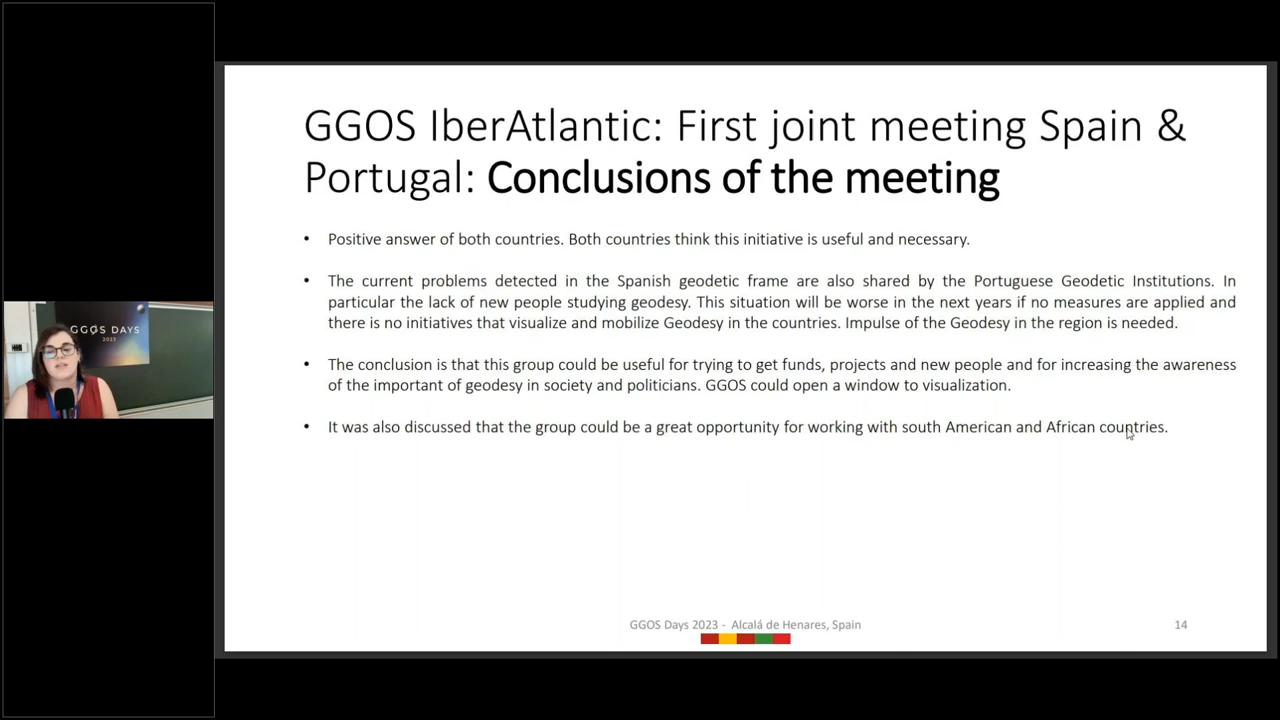 GGOS IberAtlantic: First joint meeting Spain &
Portugal: Conclusions of the meeting
• Positive answer of both countries. Both countries think this initiative is useful and necessary.
• The current problems detected in the Spanish geodetic frame are also shared by the Portuguese Geodetic Institutions. In
particular the lack of new people studying geodesy. This situation will be worse in the next years if no measures are applied and
there is no initiatives that visualize and mobilize Geodesy in the countries. Impulse of the Geodesy in the region is needed.
• The conclusion is that this group could be useful for trying to get funds, projects and new people and for increasing the awareness
of the important of geodesy in society and politicians. GGOS could open a window to visualization.
• It was also discussed that the group could be a great opportunity for working with south American and African countries.
GGOS DAYS
2023
GGOS Days 2023 - Alcalá de Henares, Spain
14